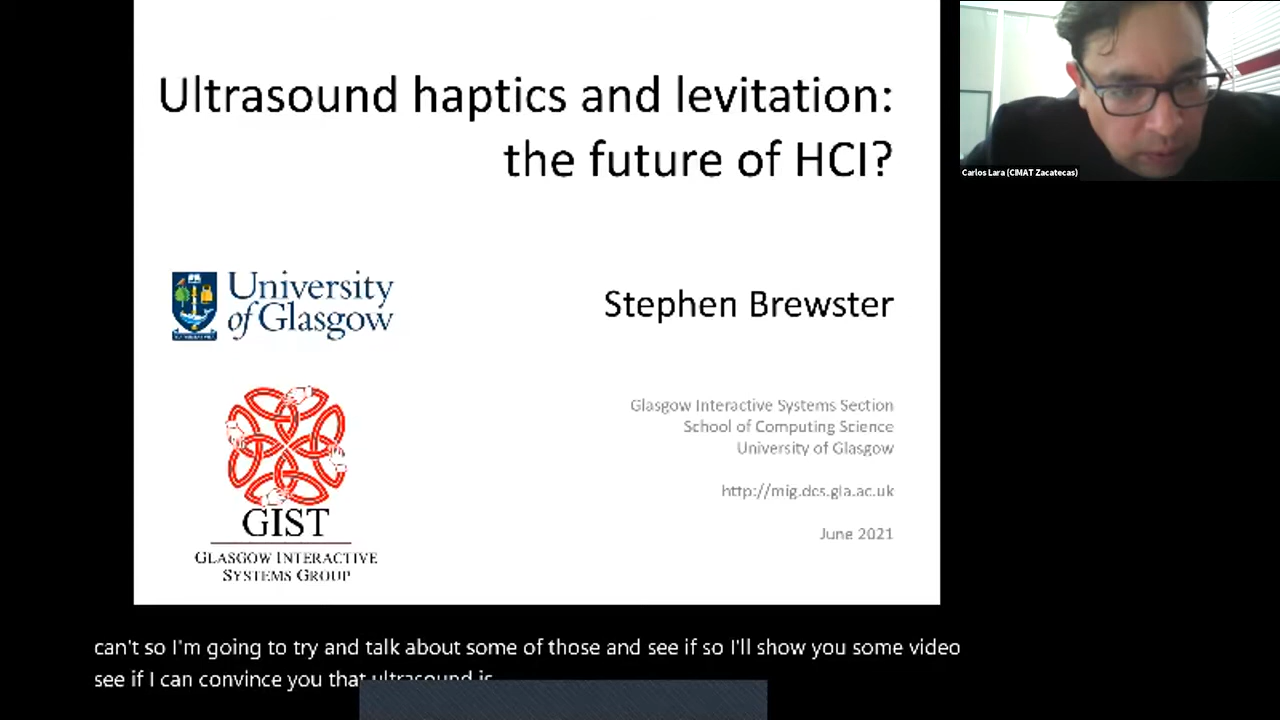 Ultrasound haptics and levitation:
the future of HCI?
University
of Glasgow
Stephen Brewster
Glasgow Interactive Systems Section
School of Computing Science
University of Glasgow
http://mig.dcs.gla.ac.uk
June 2021
GIST
GLASGOW INTERACTIVE
SYSTEMS GROUP
Carlos Lara (CIMAT Zacatecas)
can't so I'm going to try and talk about some of those and see if so I'll show you some video
see if I can convince you that ultrasound is